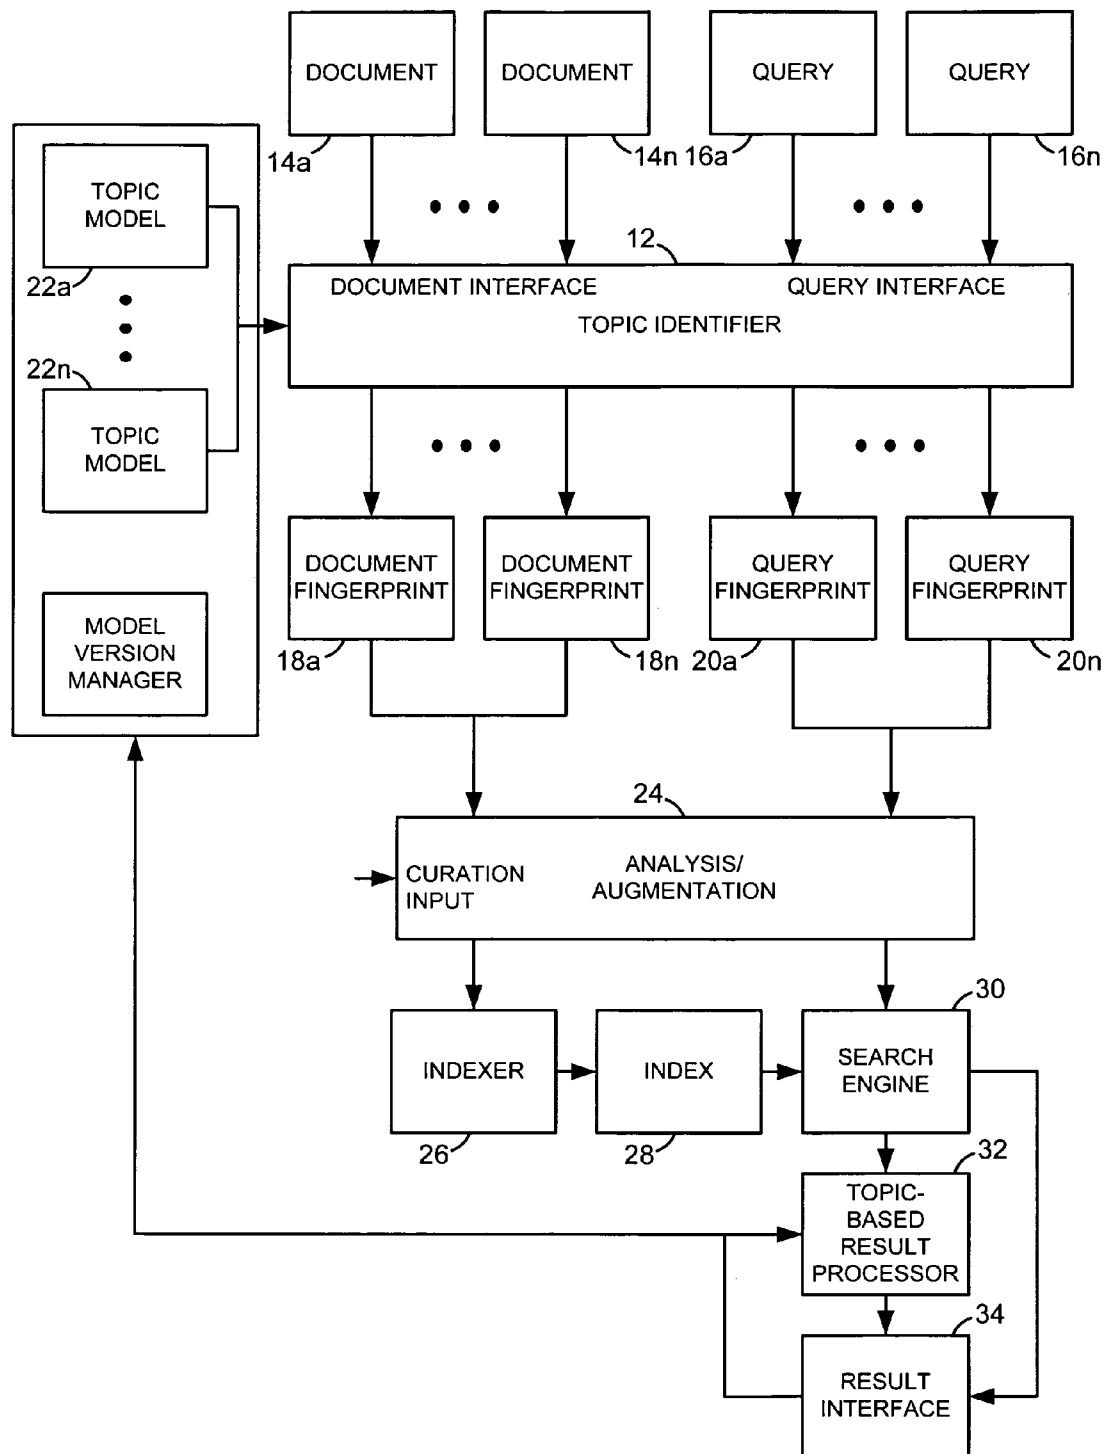 DOCUMENT
DOCUMENT
QUERY
QUERY
14a
14n
16a
16n
TOPIC
MODEL
22a
12
DOCUMENT INTERFACE
QUERY INTERFACE
TOPIC IDENTIFIER
22n
TOPIC
MODEL
DOCUMENT
FINGERPRINT
DOCUMENT
FINGERPRINT
QUERY
FINGERPRINT
QUERY
FINGERPRINT
MODEL
VERSION
MANAGER
18a
18n
20a
20n
24
CURATION
INPUT
ANALYSIS/
AUGMENTATION
30
INDEXER
INDEX
SEARCH
ENGINE
26
28
32
TOPIC-
BASED
RESULT
PROCESSOR
34
RESULT
INTERFACE